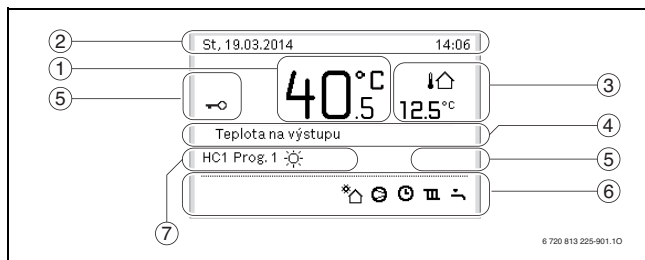 2 St, 19.03.2014 14:06
1 40.5 °C
3 12.5°C
5
4 Teplota na výstupu
HC1 Prog. 1 5
6
7
6 720 813 225-901.1O